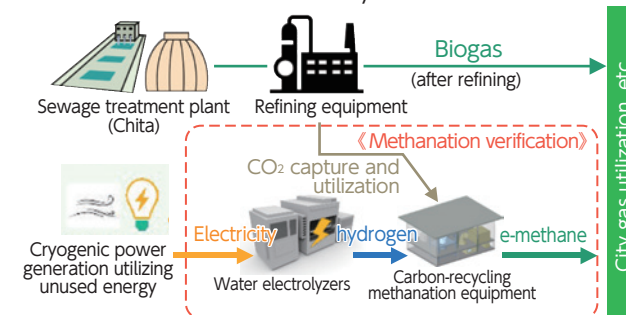 Biogas
(after refining)
Sewage treatment plant
(Chita)
Refining equipment
《Methanation verification》
CO2 capture and
utilization
Electricity
hydrogen
e-methane
Cryogenic power
generation utilizing
unused energy
Water electrolyzers
Carbon-recycling
methanation equipment
City gas utilization, etc.